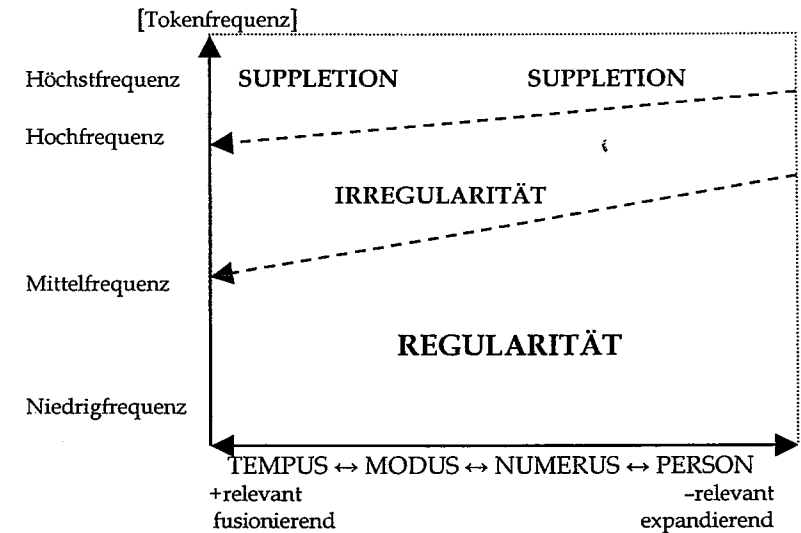 [Tokenfrequenz]
Höchstfrequenz SUPPLETION SUPPLETION
Hochfrequenz
IRREGULARITÄT
Mittelfrequenz
REGULARITÄT
Niedrigfrequenz
TEMPUS ↔ MODUS ↔ NUMERUS ↔ PERSON
+relevant –relevant
fusionierend expandierend